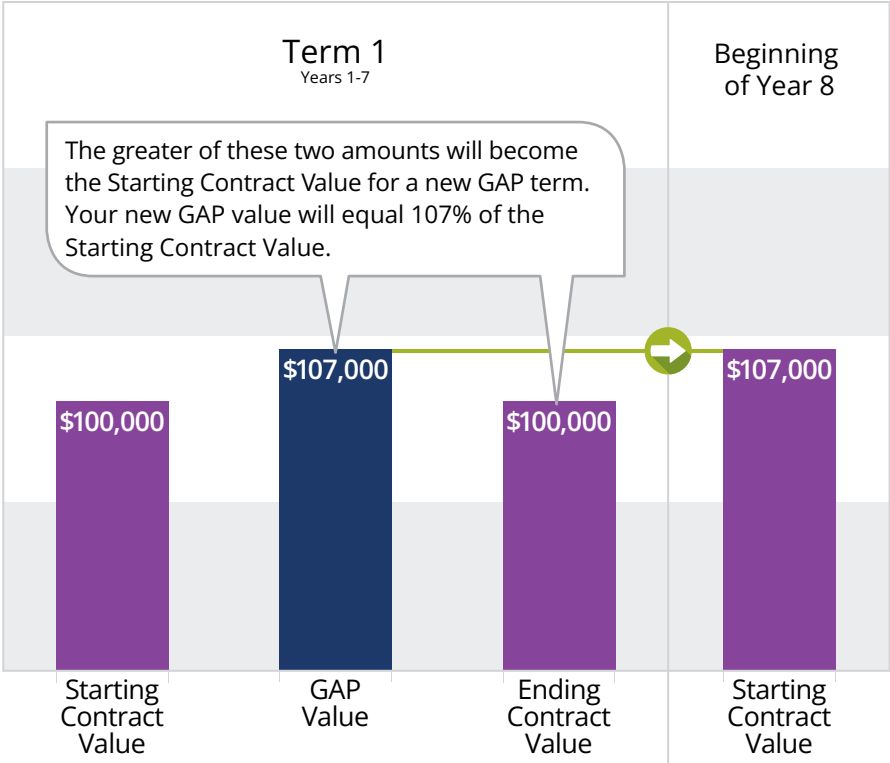 Term 1
Years 1-7
Beginning
of Year 8
The greater of these two amounts will become
the Starting Contract Value for a new GAP term.
Your new GAP value will equal 107% of the
Starting Contract Value.
$100,000
$107,000
$100,000
$107,000
Starting
Contract
Value
GAP
Value
Ending
Contract
Value
Starting
Contract
Value